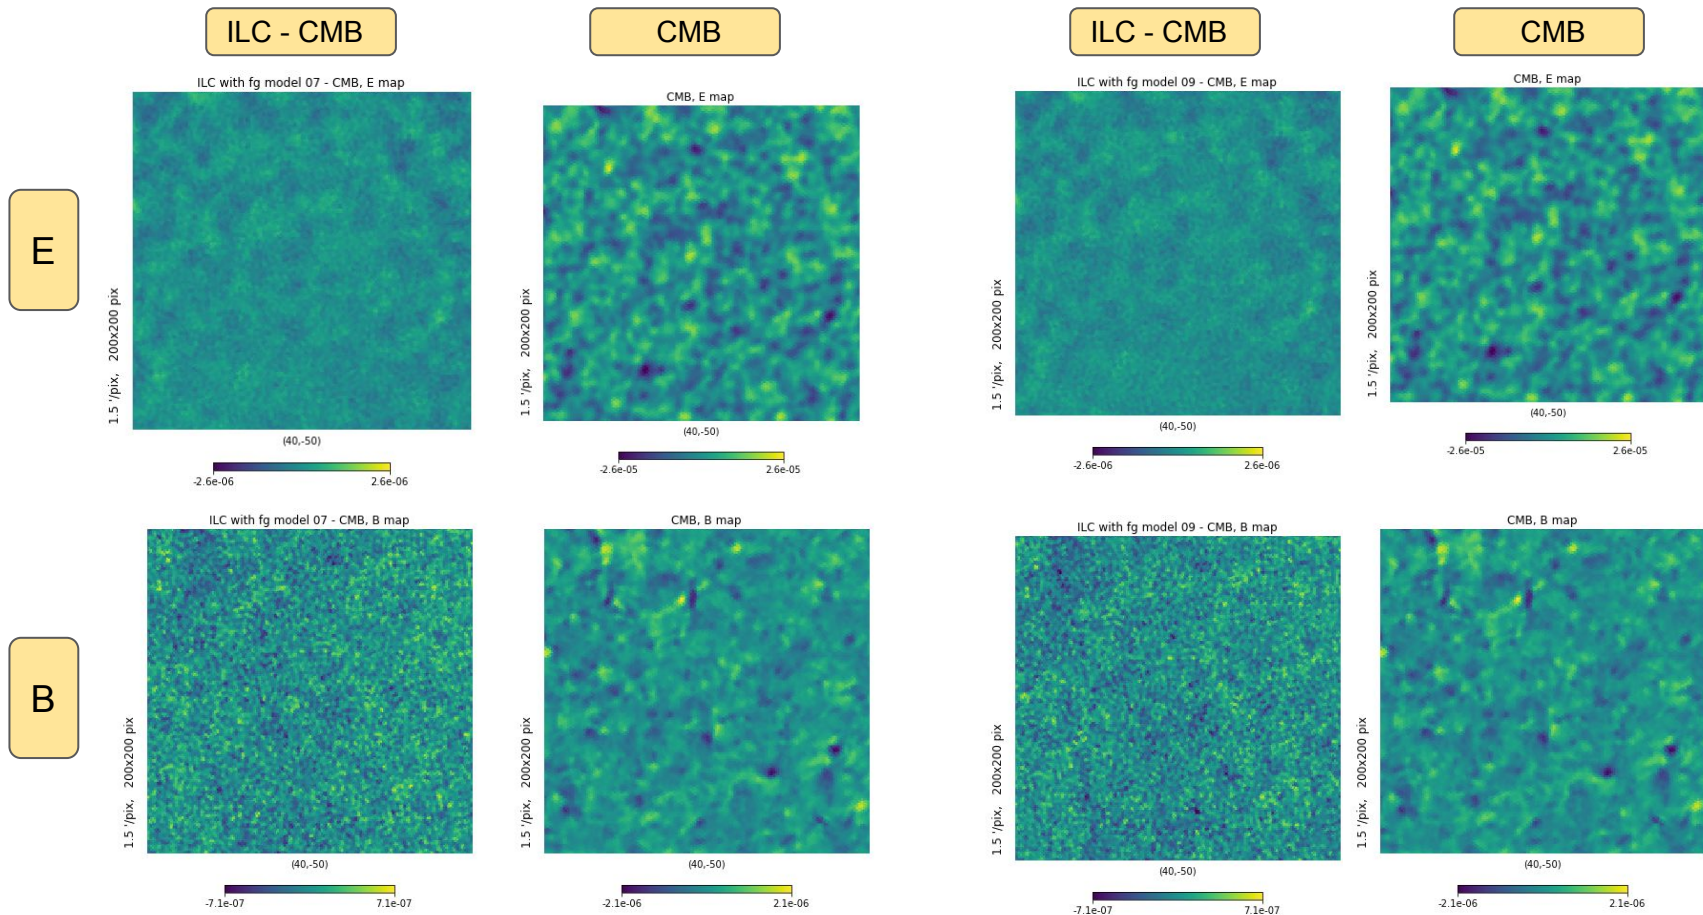 ILC - CMB
CMB
ILC - CMB
CMB
E
ILC with fg model 07 - CMB, E map
1.5 '/pix,   200x200 pix
(40,-50)
-2.6e-06
2.6e-06
CMB, E map
1.5 '/pix,   200x200 pix
(40,-50)
-2.6e-05
2.6e-05
ILC with fg model 09 - CMB, E map
1.5 '/pix,   200x200 pix
(40,-50)
-2.6e-06
2.6e-06
CMB, E map
1.5 '/pix,   200x200 pix
(40,-50)
-2.6e-05
2.6e-05
B
ILC with fg model 07 - CMB, B map
1.5 '/pix,   200x200 pix
(40,-50)
-7.1e-07
7.1e-07
CMB, B map
1.5 '/pix,   200x200 pix
(40,-50)
-2.1e-06
2.1e-06
ILC with fg model 09 - CMB, B map
1.5 '/pix,   200x200 pix
(40,-50)
-7.1e-07
7.1e-07
CMB, B map
1.5 '/pix,   200x200 pix
(40,-50)
-2.1e-06
2.1e-06